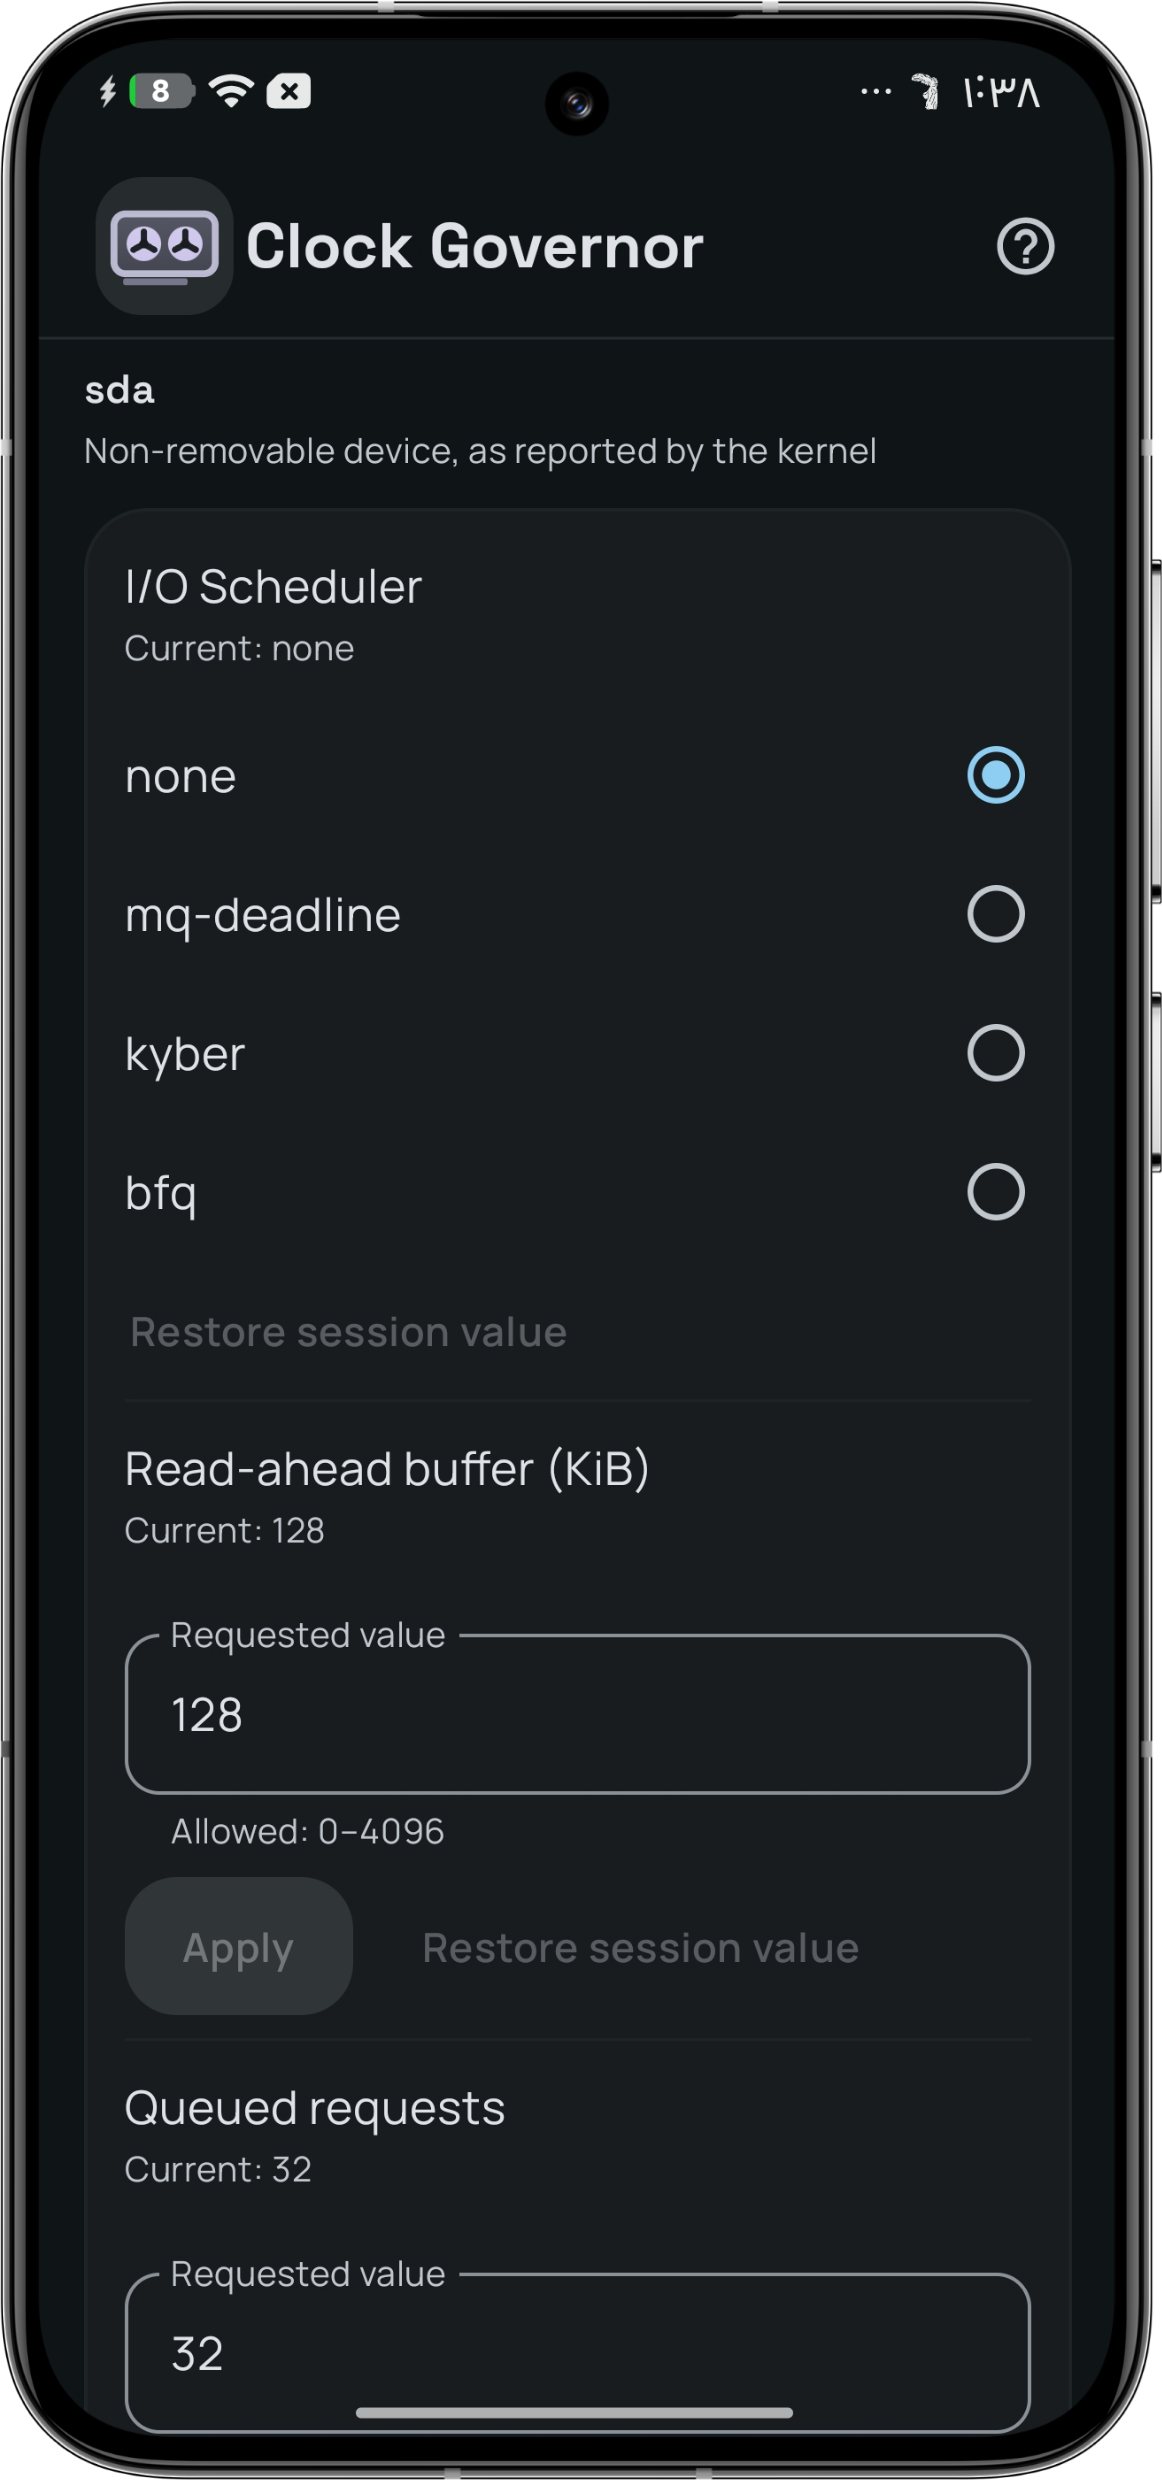 8
١:٣٨
Clock Governor
sda
Non-removable device, as reported by the kernel
I/O Scheduler
Current: none
none
mq-deadline
kyber
bfq
Restore session value
Read-ahead buffer (KiB)
Current: 128
Requested value
128
Allowed: 0–4096
Apply
Restore session value
Queued requests
Current: 32
Requested value
32